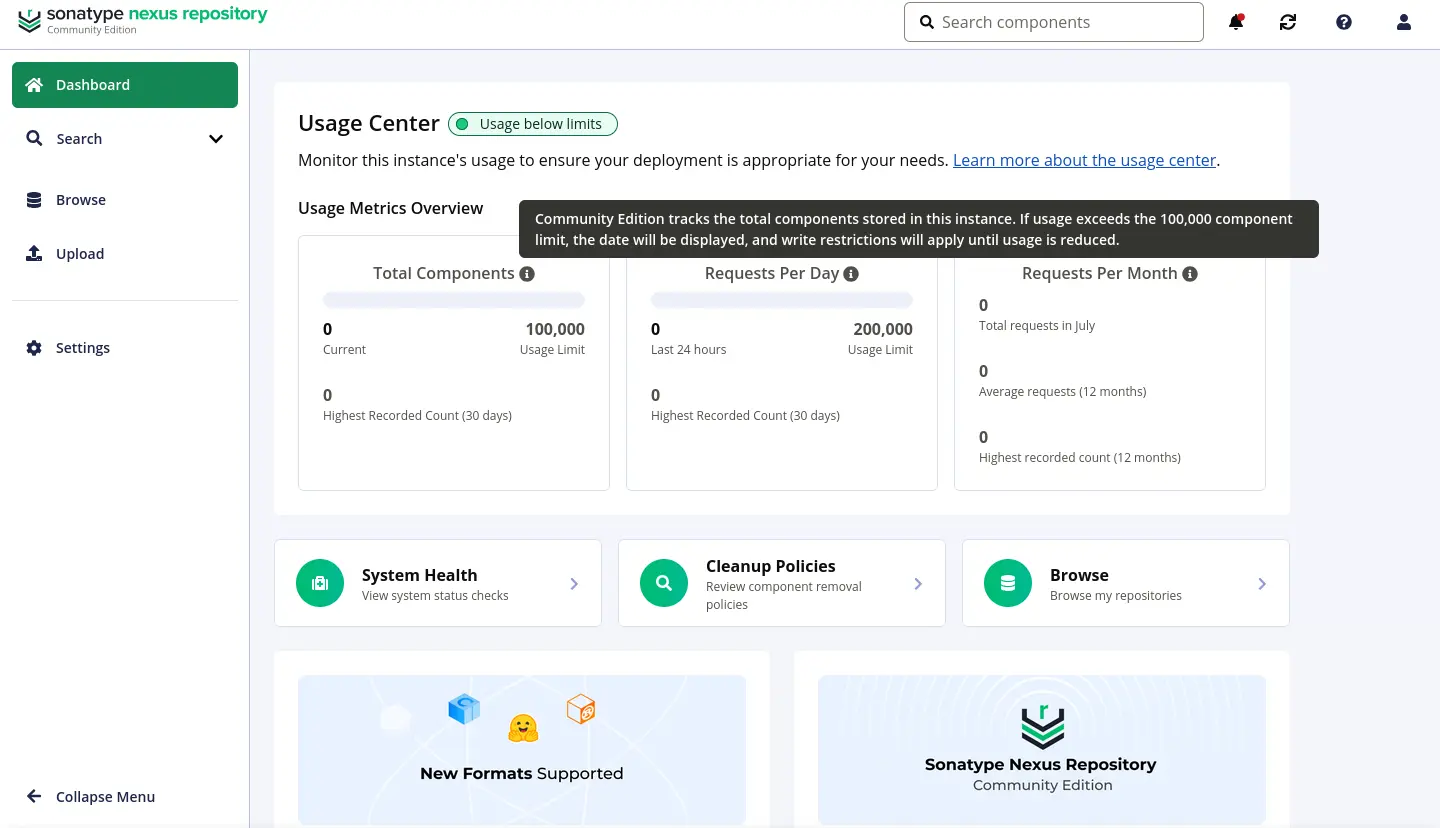 sonatype nexus repository
Community Edition
Search components
Dashboard
Search
Browse
Upload
Settings
Collapse Menu
Usage Center
Usage below limits
Monitor this instance's usage to ensure your deployment is appropriate for your needs. Learn more about the usage center.
Usage Metrics Overview
Community Edition tracks the total components stored in this instance. If usage exceeds the 100,000 component
limit, the date will be displayed, and write restrictions will apply until usage is reduced.
Total Components
0
100,000
Current
Usage Limit
0
Highest Recorded Count (30 days)
Requests Per Day
0
200,000
Last 24 hours
Usage Limit
0
Highest Recorded Count (30 days)
Requests Per Month
0
Total requests in July
0
Average requests (12 months)
0
Highest recorded count (12 months)
System Health
View system status checks
Cleanup Policies
Review component removal
policies
Browse
Browse my repositories
New Formats Supported
r
Sonatype Nexus Repository
Community Edition